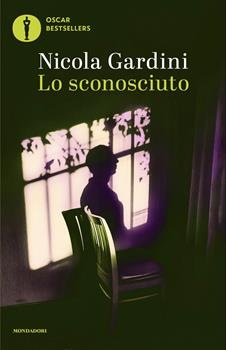 OSCAR
BESTSELLERS
Nicola Gardini
Lo sconosciuto
MONDADORI